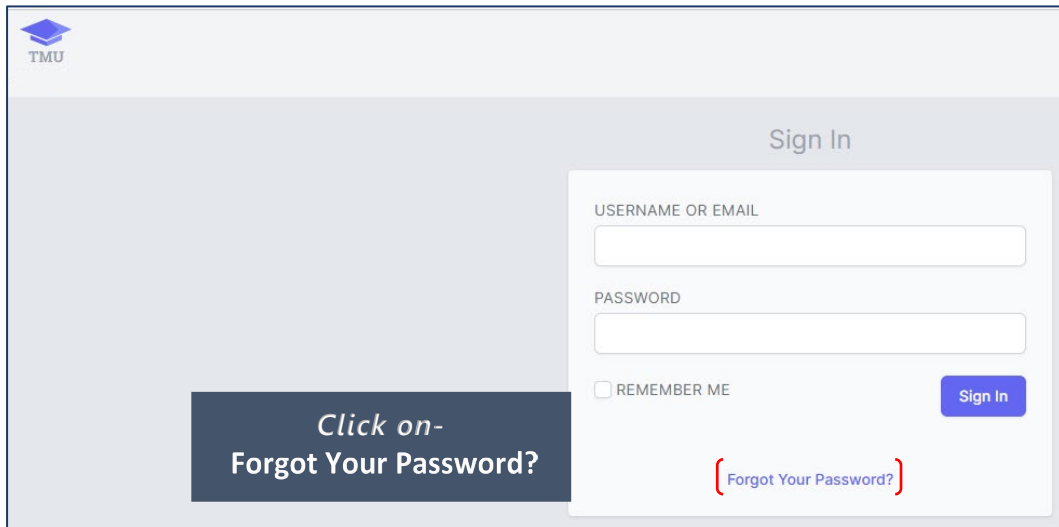 TMU
Sign In
USERNAME OR EMAIL
PASSWORD
REMEMBER ME
Sign In
Click on-
Forgot Your Password?
Forgot Your Password?